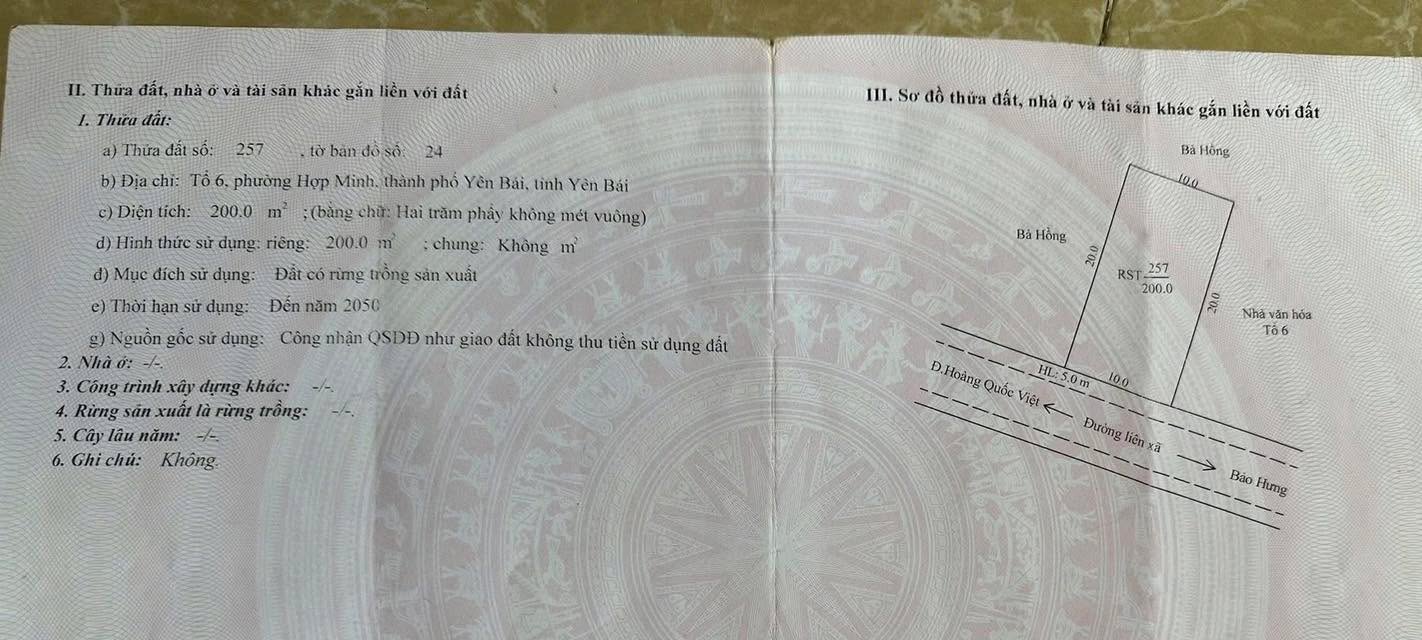 II. Thửa đất, nhà ở và tài sản khác gắn liền với đất
1. Thửa đất:
a) Thửa đất số: 257 , tờ bản đồ số: 24
b) Địa chỉ: Tổ 6, phường Hợp Minh, thành phố Yên Bái, tỉnh Yên Bái
c) Diện tích: 200.0 m² ; (bằng chữ: Hai trăm phẩy không mét vuông)
d) Hình thức sử dụng: riêng: 200.0 m² ; chung: Không m²
đ) Mục đích sử dụng: Đất có rừng trồng sản xuất
e) Thời hạn sử dụng: Đến năm 2050
g) Nguồn gốc sử dụng: Công nhận QSDĐ như giao đất không thu tiền sử dụng đất
2. Nhà ở: -/-.
3. Công trình xây dựng khác: -/-.
4. Rừng sản xuất là rừng trồng: -/-.
5. Cây lâu năm: -/-.
6. Ghi chú: Không.
III. Sơ đồ thửa đất, nhà ở và tài sản khác gắn liền với đất
Bà Hồng
10.0
Bà Hồng
20.0
RST 257
200.0
20.0
Nhà văn hóa
Tổ 6
HL: 5.0 m
10.0
Đ.Hoàng Quốc Việt
Đường liên xã
Bảo Hưng